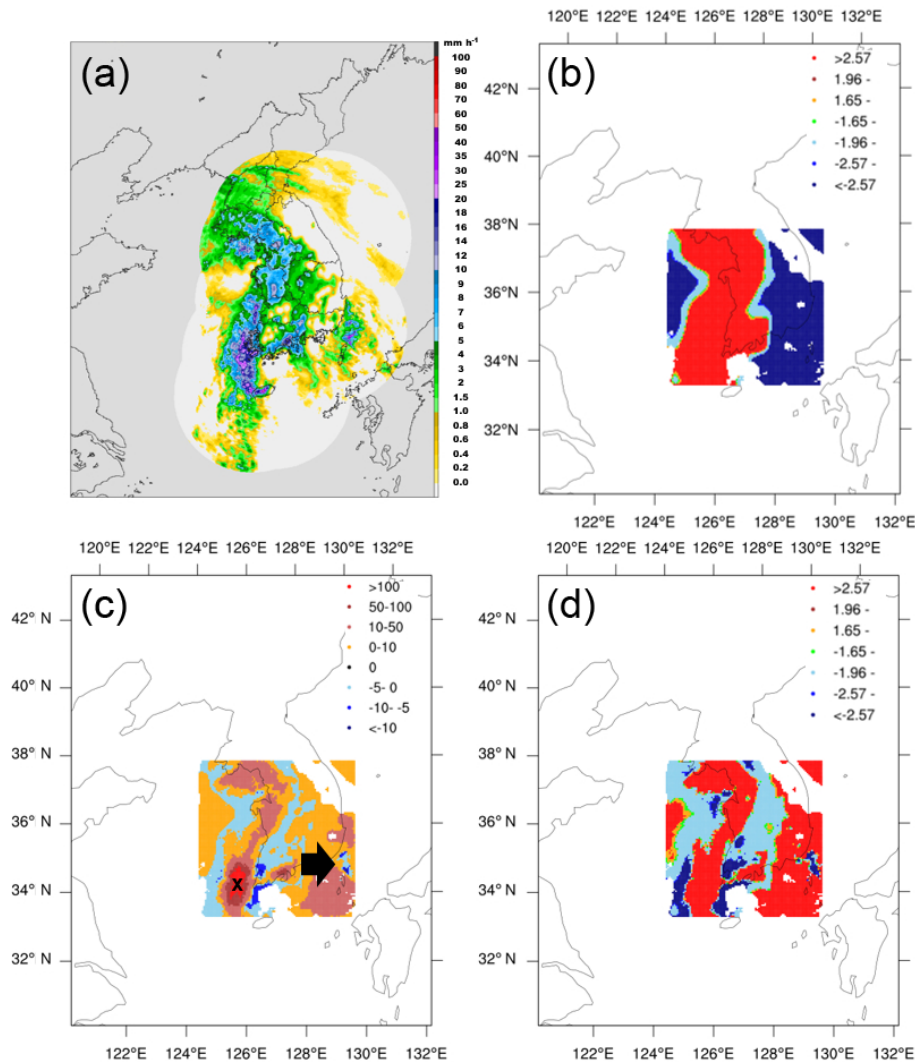 (a)
mm h⁻¹
100
90
80
70
60
50
45
40
35
30
25
20
18
16
14
12
10
9
8
7
6
5
4
3
2
1.5
1.0
0.8
0.6
0.4
0.2
0.0
120°E 122°E 124°E 126°E 128°E 130°E 132°E
(b)
>2.57
1.96 -
1.65 -
-1.65 -
-1.96 -
-2.57 -
<-2.57
42°N
40°N
38°N
36°N
34°N
32°N
122°E 124°E 126°E 128°E 130°E 132°E
120°E 122°E 124°E 126°E 128°E 130°E 132°E
(c)
>100
50-100
10-50
0-10
0
-5- 0
-10- -5
<-10
42° N
40° N
38° N
36° N
34° N
32° N
x
122°E 124°E 126°E 128°E 130°E 132°E
120°E 122°E 124°E 126°E 128°E 130°E 132°E
(d)
>2.57
1.96 -
1.65 -
-1.65 -
-1.96 -
-2.57 -
<-2.57
42° N
40° N
38° N
36° N
34° N
32° N
122°E 124°E 126°E 128°E 130°E 132°E